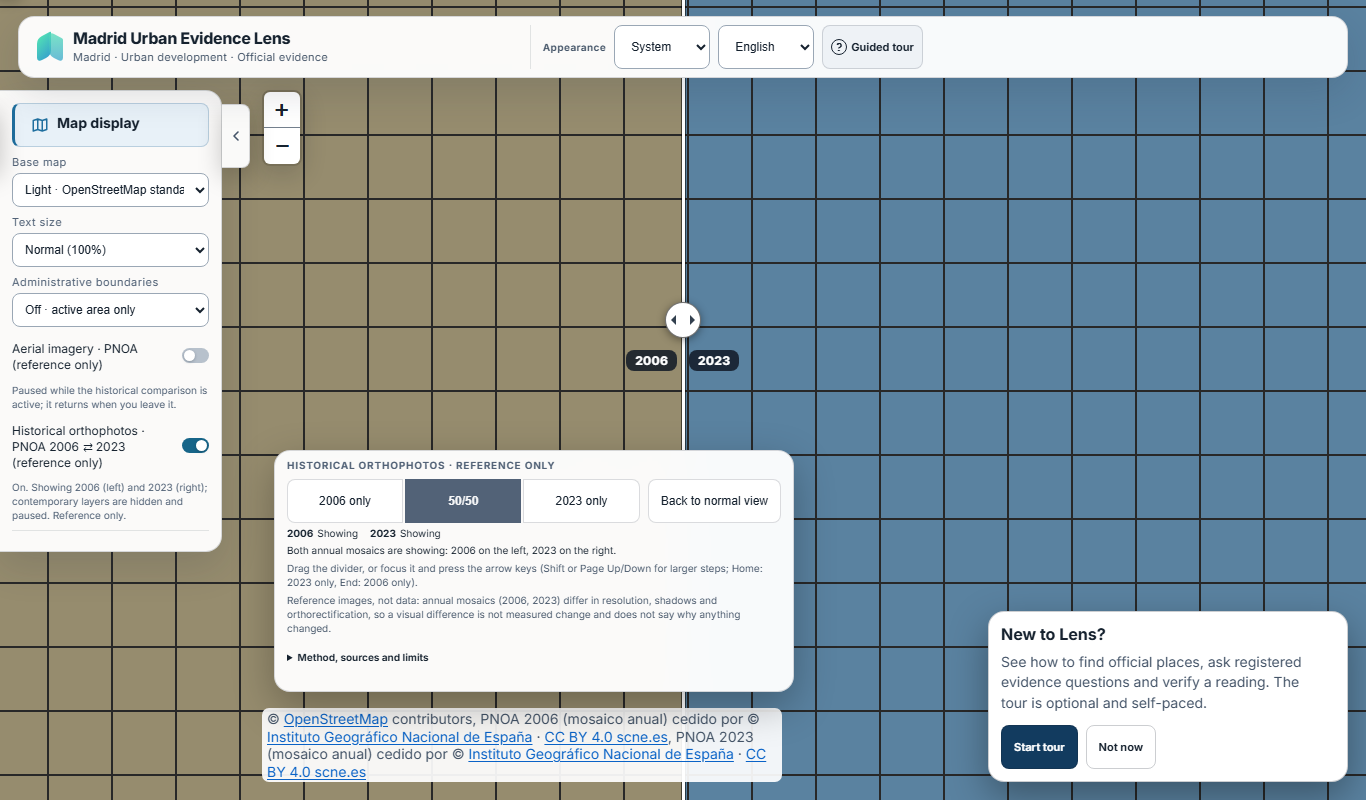 Madrid Urban Evidence Lens
Madrid · Urban development · Official evidence
Appearance
System
English
? Guided tour
Map display
Base map
Light · OpenStreetMap standa
Text size
Normal (100%)
Administrative boundaries
Off · active area only
Aerial imagery · PNOA
(reference only)
Paused while the historical comparison is
active; it returns when you leave it.
Historical orthophotos ·
PNOA 2006 ⇄ 2023
(reference only)
On. Showing 2006 (left) and 2023 (right);
contemporary layers are hidden and
paused. Reference only.
+
−
2006
2023
HISTORICAL ORTHOPHOTOS · REFERENCE ONLY
2006 only
50/50
2023 only
Back to normal view
2006 Showing 2023 Showing
Both annual mosaics are showing: 2006 on the left, 2023 on the right.
Drag the divider, or focus it and press the arrow keys (Shift or Page Up/Down for larger steps; Home:
2023 only, End: 2006 only).
Reference images, not data: annual mosaics (2006, 2023) differ in resolution, shadows and
orthorectification, so a visual difference is not measured change and does not say why anything
changed.
Method, sources and limits
© OpenStreetMap contributors, PNOA 2006 (mosaico anual) cedido por ©
Instituto Geográfico Nacional de España · CC BY 4.0 scne.es, PNOA 2023
(mosaico anual) cedido por © Instituto Geográfico Nacional de España · CC
BY 4.0 scne.es
New to Lens?
See how to find official places, ask registered
evidence questions and verify a reading. The
tour is optional and self-paced.
Start tour
Not now